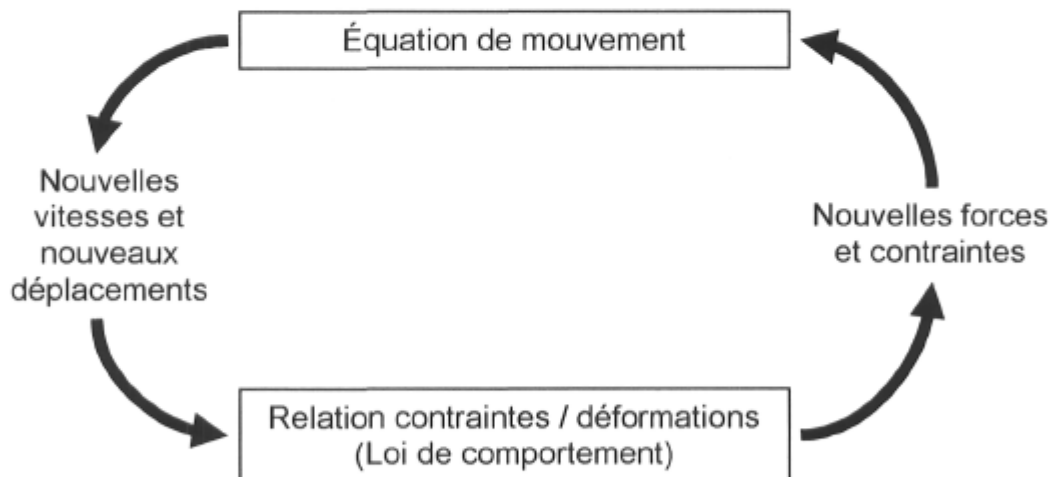 Équation de mouvement
Nouvelles
vitesses et
nouveaux
déplacements
Nouvelles forces
et contraintes
Relation contraintes / déformations
(Loi de comportement)